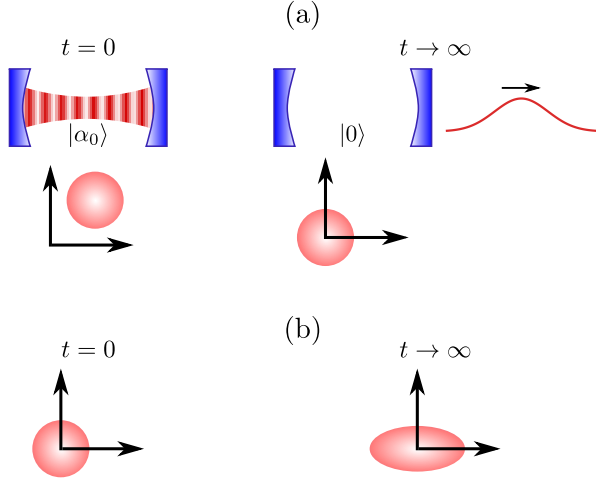 (a)
t = 0
t → ∞
|α₀⟩
|0⟩
(b)
t = 0
t → ∞